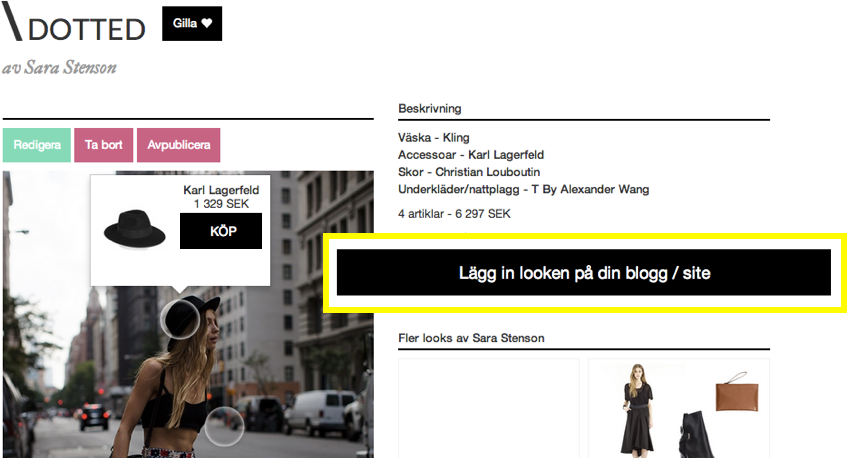 \DOTTED
Gilla ♥
av Sara Stenson
Redigera
Ta bort
Avpublicera
Karl Lagerfeld
1 329 SEK
KÖP
Beskrivning
Väska - Kling
Accessoar - Karl Lagerfeld
Skor - Christian Louboutin
Underkläder/nattplagg - T By Alexander Wang
4 artiklar - 6 297 SEK
Lägg in looken på din blogg / site
Fler looks av Sara Stenson